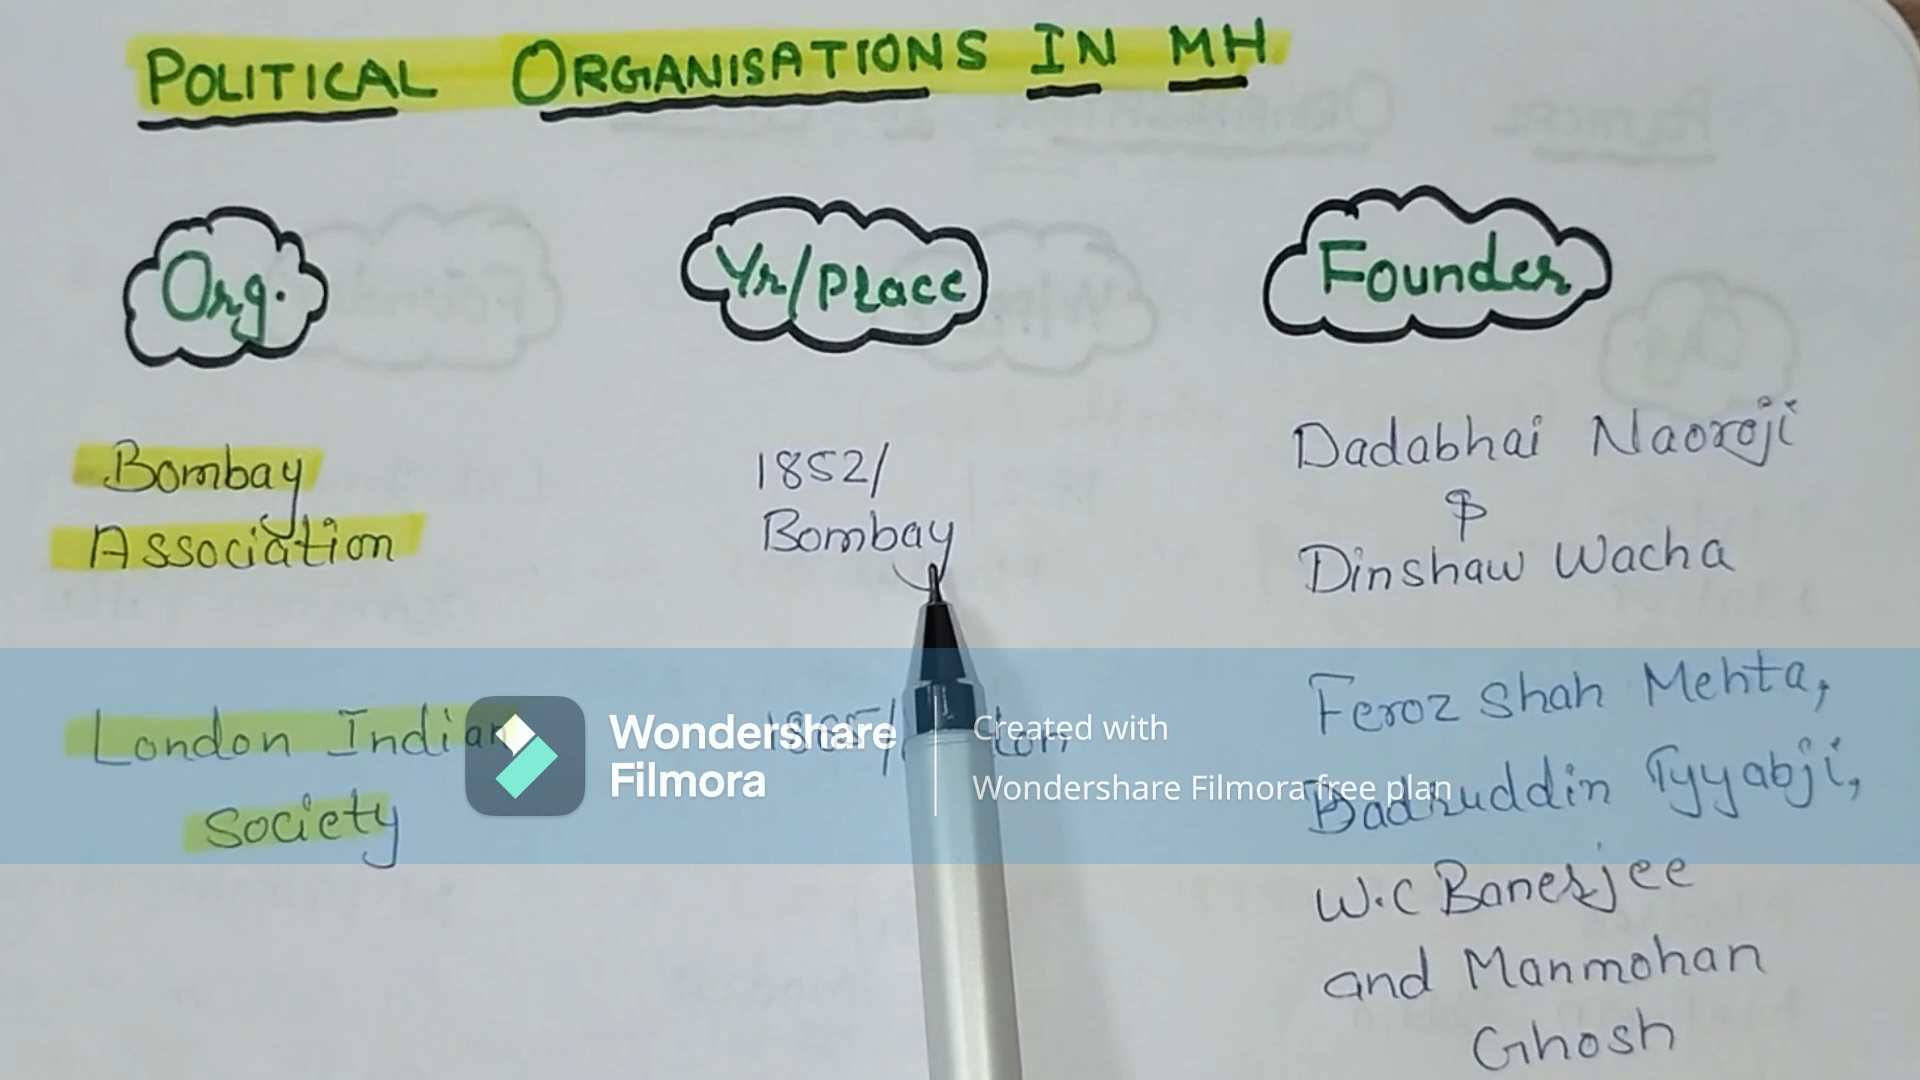 POLITICAL ORGANISATIONS IN MH
Org. Yr/Place Founder
Bombay
Association
1852/
Bombay
Dadabhai Naoroji
&
Dinshaw Wacha
London Indian
Society
1865/
Feroz Shah Mehta,
Badruddin Tyyabji,
W.C Banerjee
and Manmohan
Ghosh
Wondershare
Filmora
Created with
Wondershare Filmora free plan